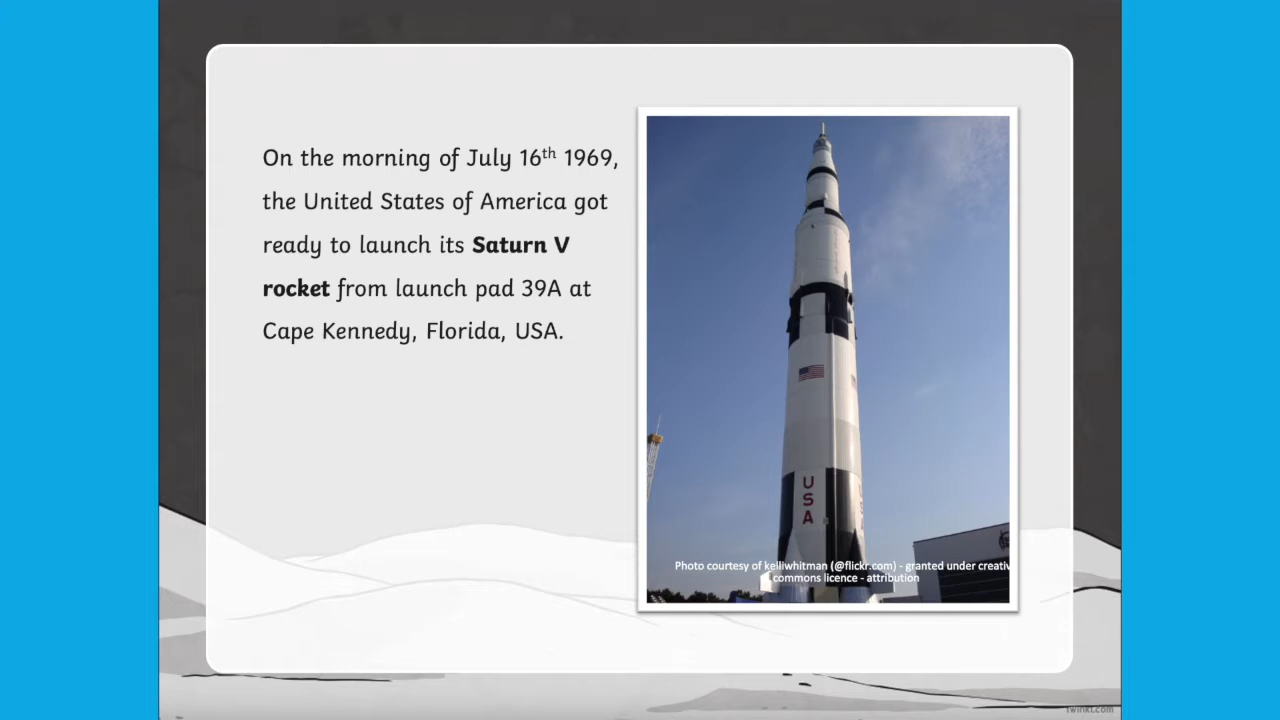 On the morning of July 16th 1969,
the United States of America got
ready to launch its Saturn V
rocket from launch pad 39A at
Cape Kennedy, Florida, USA.
USA
Photo courtesy of kelliwhitman (@flickr.com) - granted under creativ
commons licence - attribution
twinkl.com